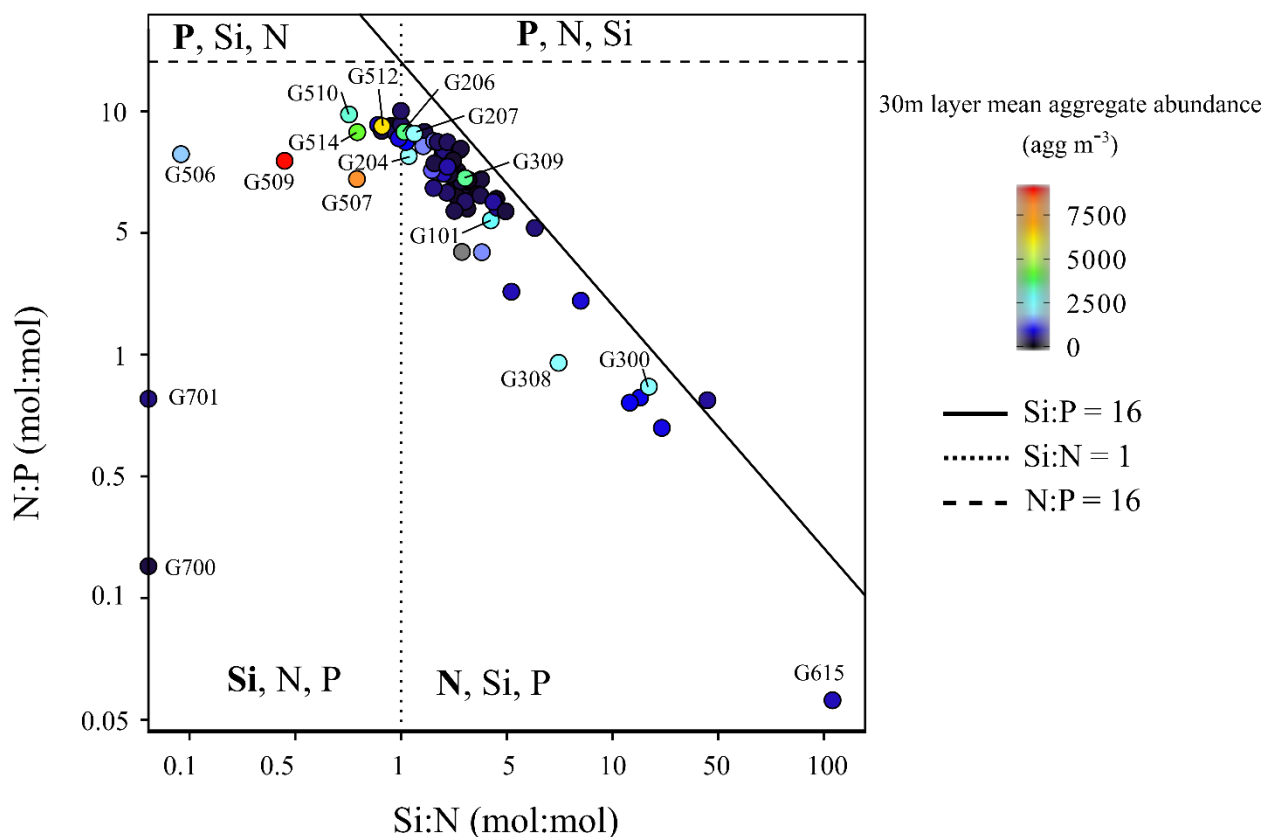 P, Si, N
P, N, Si
G512
G206
G510
G207
G514
G204
G309
G506
G509
G507
G101
G308
G300
G701
G700
Si, N, P
N, Si, P
G615
10
5
1
0.5
0.1
0.05
N:P (mol:mol)
0.1 0.5 1 5 10 50 100
Si:N (mol:mol)
30m layer mean aggregate abundance
(agg m⁻³)
7500
5000
2500
0
Si:P = 16
Si:N = 1
N:P = 16